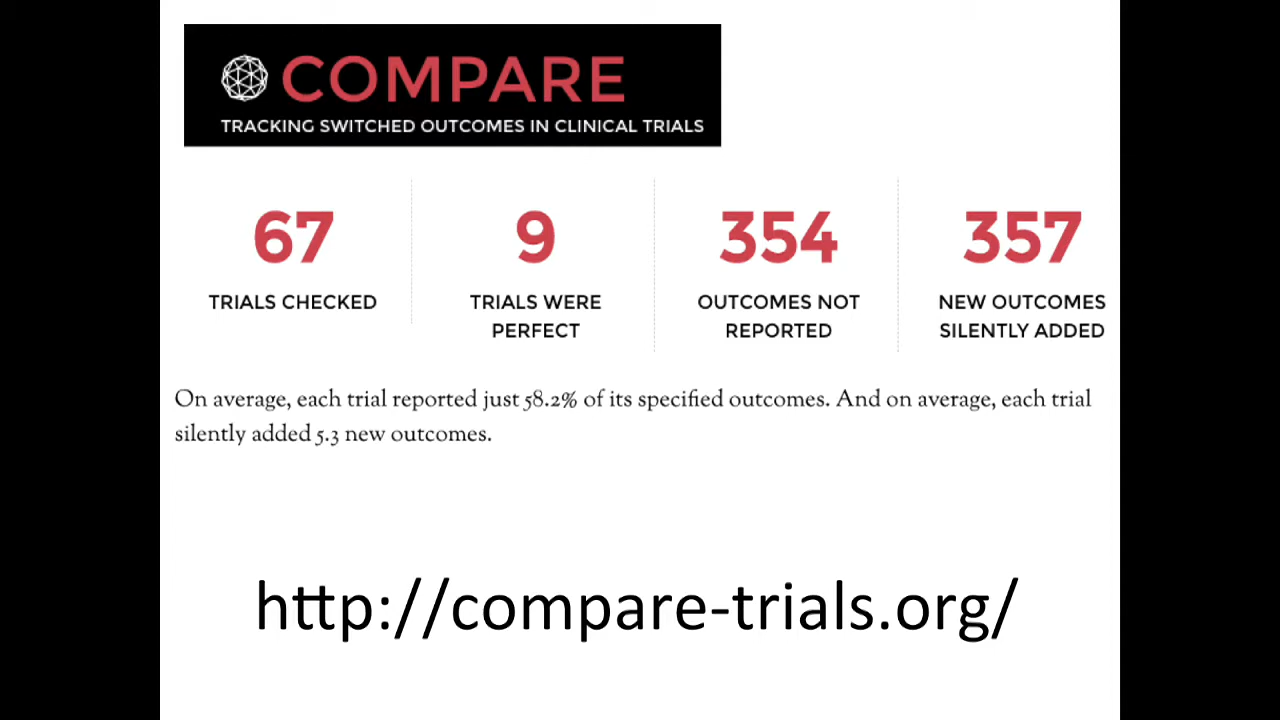 COMPARE
TRACKING SWITCHED OUTCOMES IN CLINICAL TRIALS
67
TRIALS CHECKED
9
TRIALS WERE
PERFECT
354
OUTCOMES NOT
REPORTED
357
NEW OUTCOMES
SILENTLY ADDED
On average, each trial reported just 58.2% of its specified outcomes. And on average, each trial
silently added 5.3 new outcomes.
http://compare-trials.org/